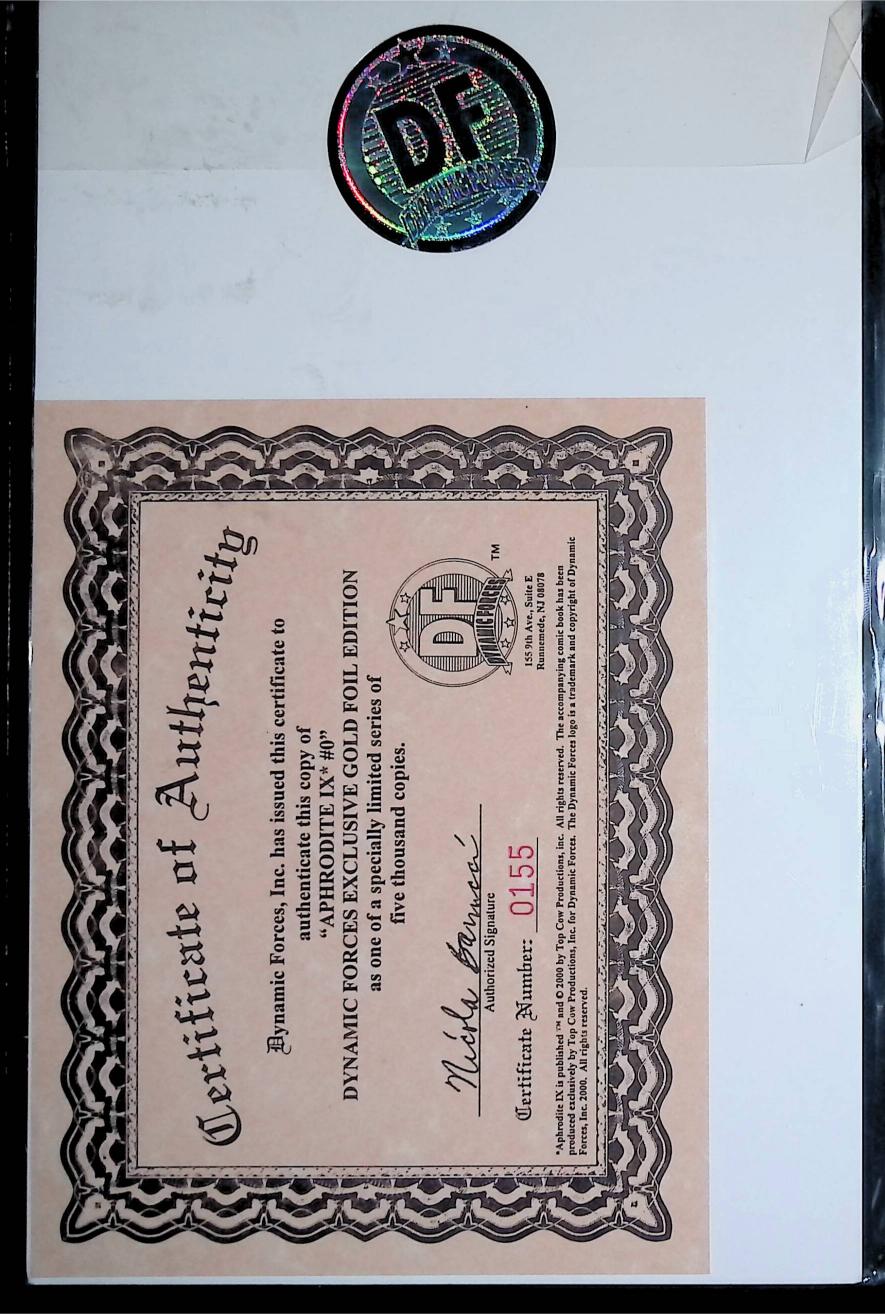 DF
DYNAMIC FORCES
Certificate of Authenticity
Dynamic Forces, Inc. has issued this certificate to
authenticate this copy of
“APHRODITE IX* #0”
DYNAMIC FORCES EXCLUSIVE GOLD FOIL EDITION
as one of a specially limited series of
five thousand copies.
DF
DYNAMIC FORCES
TM
155 9th Ave., Suite E
Runnemede, NJ 08078
Nicola
Authorized Signature
Certificate Number: 0155
*Aphrodite IX is published ™ and © 2000 by Top Cow Productions, inc. All rights reserved. The accompanying comic book has been
produced exclusively by Top Cow Productions, Inc. for Dynamic Forces. The Dynamic Forces logo is a trademark and copyright of Dynamic
Forces, Inc. 2000. All rights reserved.